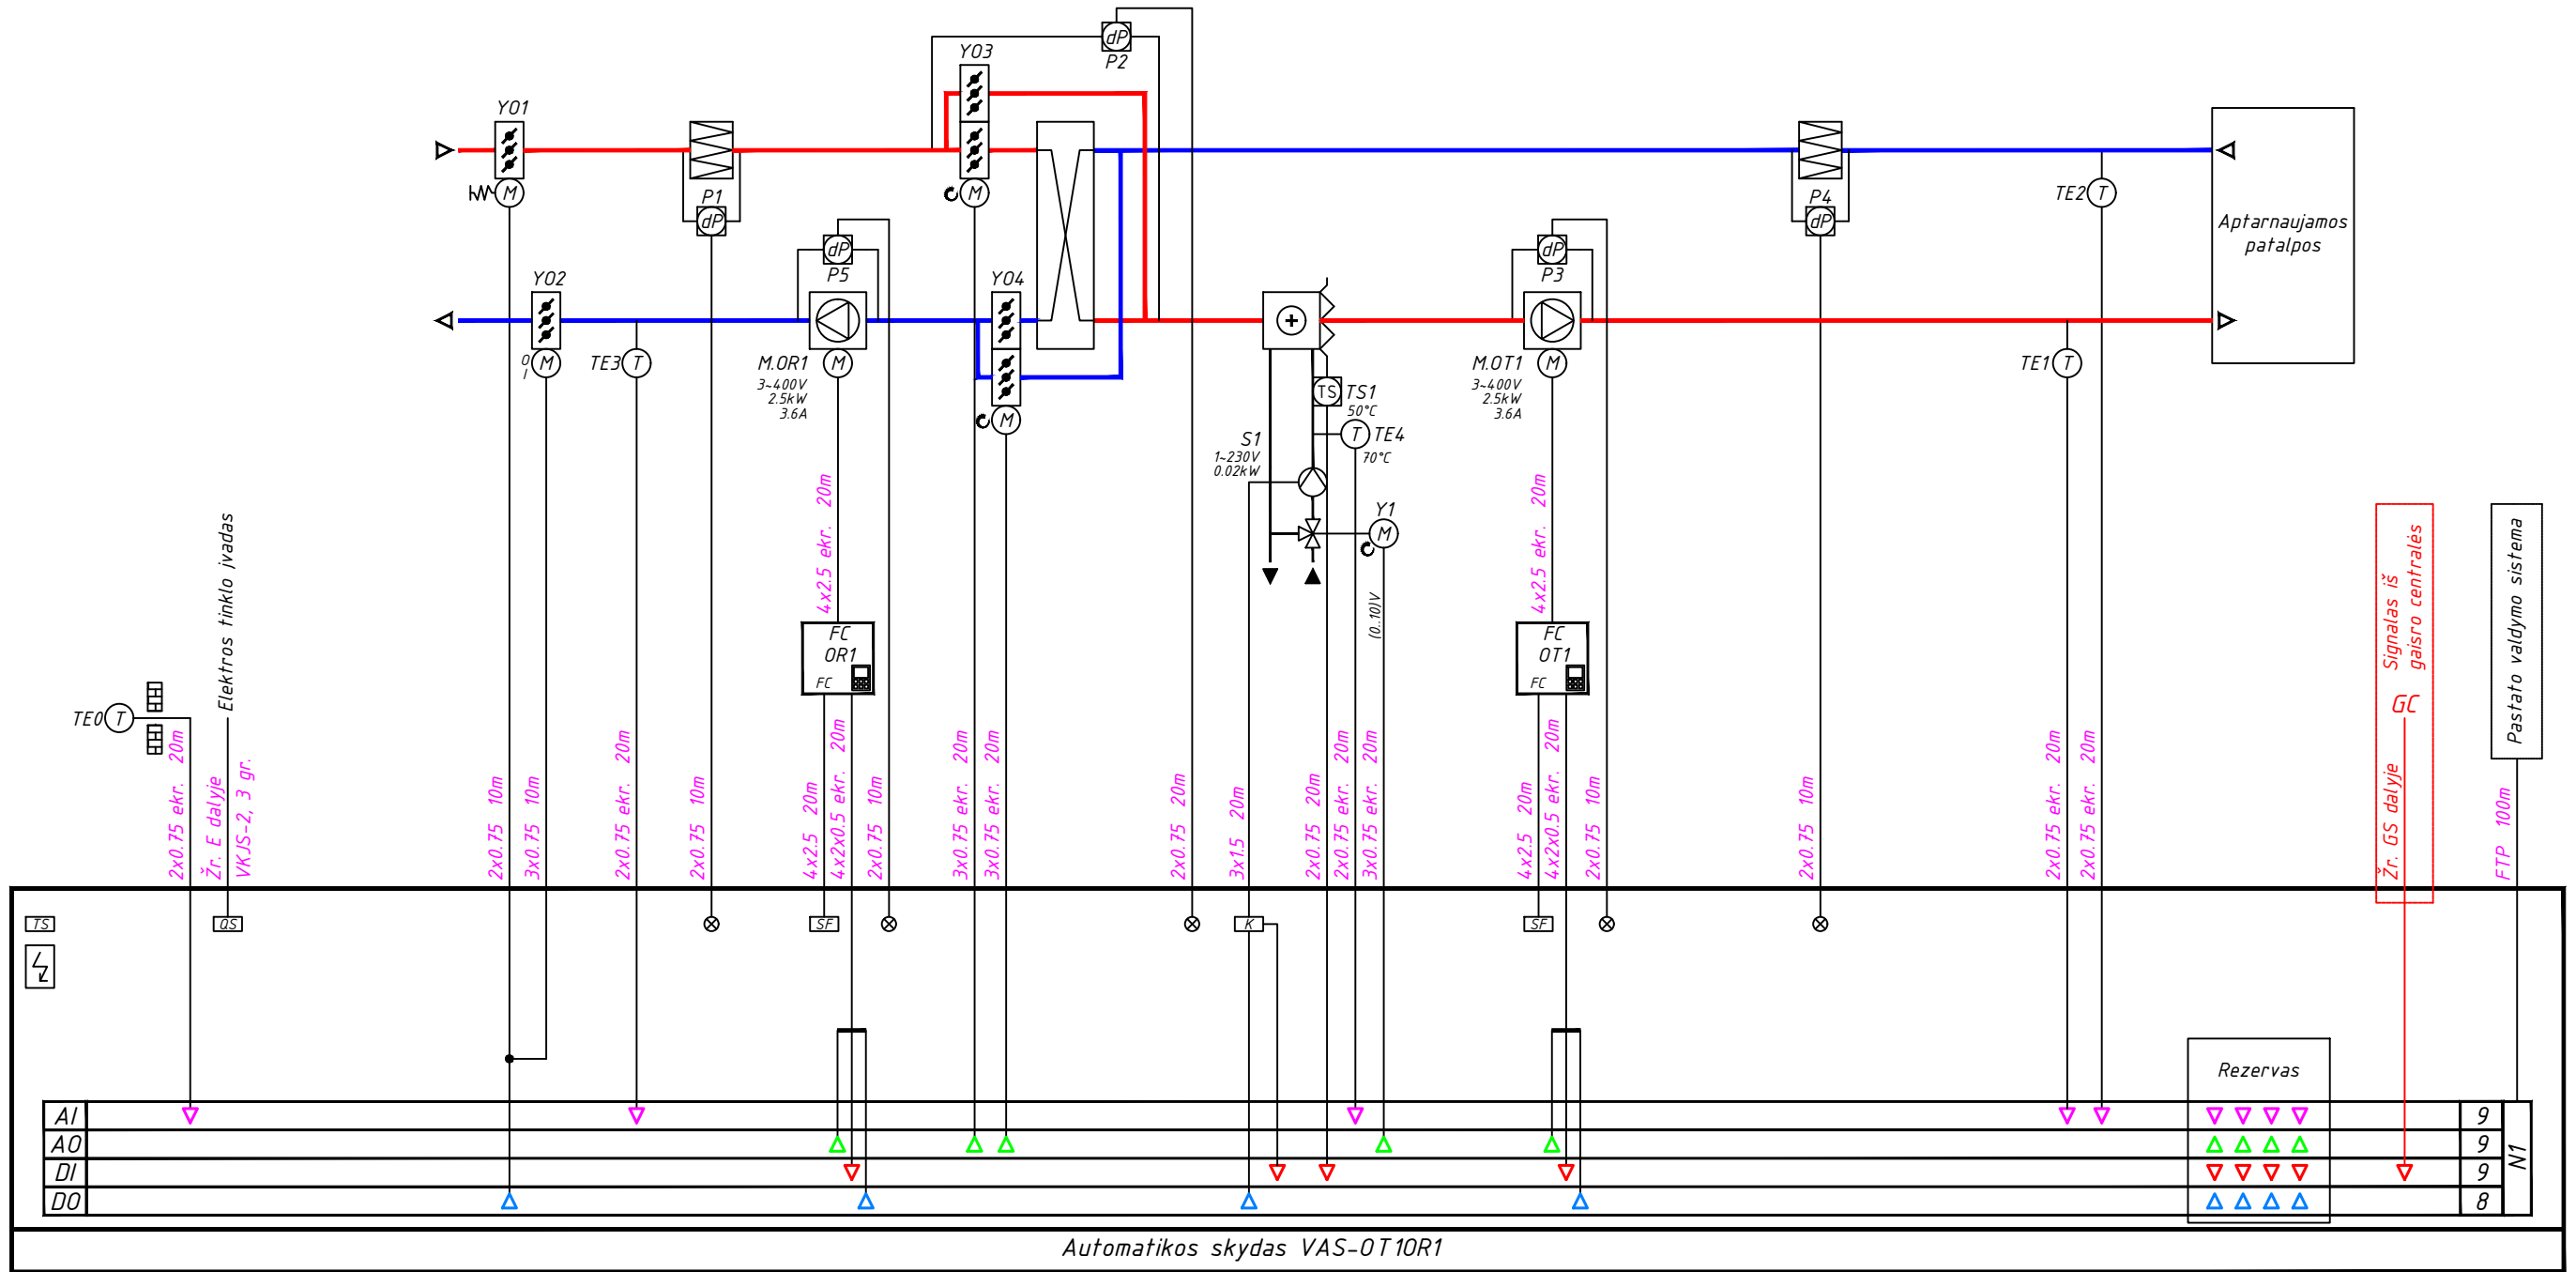 dP
P2
YO3
YO1
M
P1
dP
M
TE2 T
P4
dP
Aptarnaujamos
patalpos
dP
P5
YO2
YO4
dP
P3
0
I
M
TE3 T
M.OR1 M
3~400V
2.5kW
3.6A
M
TS TS1
50°C
T TE4
70°C
S1
1~230V
0.02kW
Y1
M
(0..10)V
M.OT1 M
3~400V
2.5kW
3.6A
TE1 T
4x2.5 ekr. 20m
4x2.5 ekr. 20m
FC
OR1
FC
FC
OT1
FC
TE0 T
Elektros tinklo įvadas
Signalas iš
gaisro centralės
GC
Žr. GS dalyje
Pastato valdymo sistema
2x0.75 ekr. 20m
Žr. E dalyje
VKJS-2, 3 gr.
2x0.75 10m
3x0.75 10m
2x0.75 ekr. 20m
2x0.75 10m
4x2.5 20m
4x2x0.5 ekr. 20m
2x0.75 10m
3x0.75 ekr. 20m
3x0.75 ekr. 20m
2x0.75 20m
3x1.5 20m
2x0.75 20m
2x0.75 ekr. 20m
3x0.75 ekr. 20m
4x2.5 20m
4x2x0.5 ekr. 20m
2x0.75 10m
2x0.75 10m
2x0.75 ekr. 20m
2x0.75 ekr. 20m
FTP 100m
TS
QS
SF
K
SF
Rezervas
AI 9
AO 9
DI 9
DO 8
N1
Automatikos skydas VAS-OT1OR1